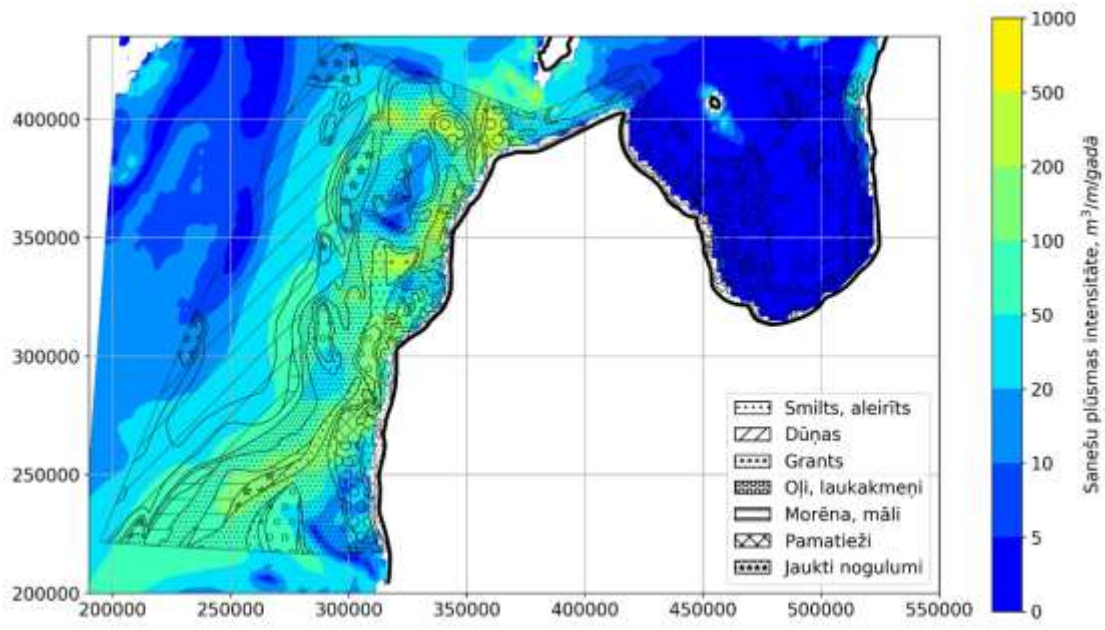 400000
350000
300000
250000
200000
200000 250000 300000 350000 400000 450000 500000 550000
Smilts, aleirīts
Dūņas
Grants
Oļi, laukakmeņi
Morēna, māli
Pamatieži
Jaukti nogulumi
1000
500
200
100
50
20
10
5
0
Sanešu plūsmas intensitāte, m³/m/gadā